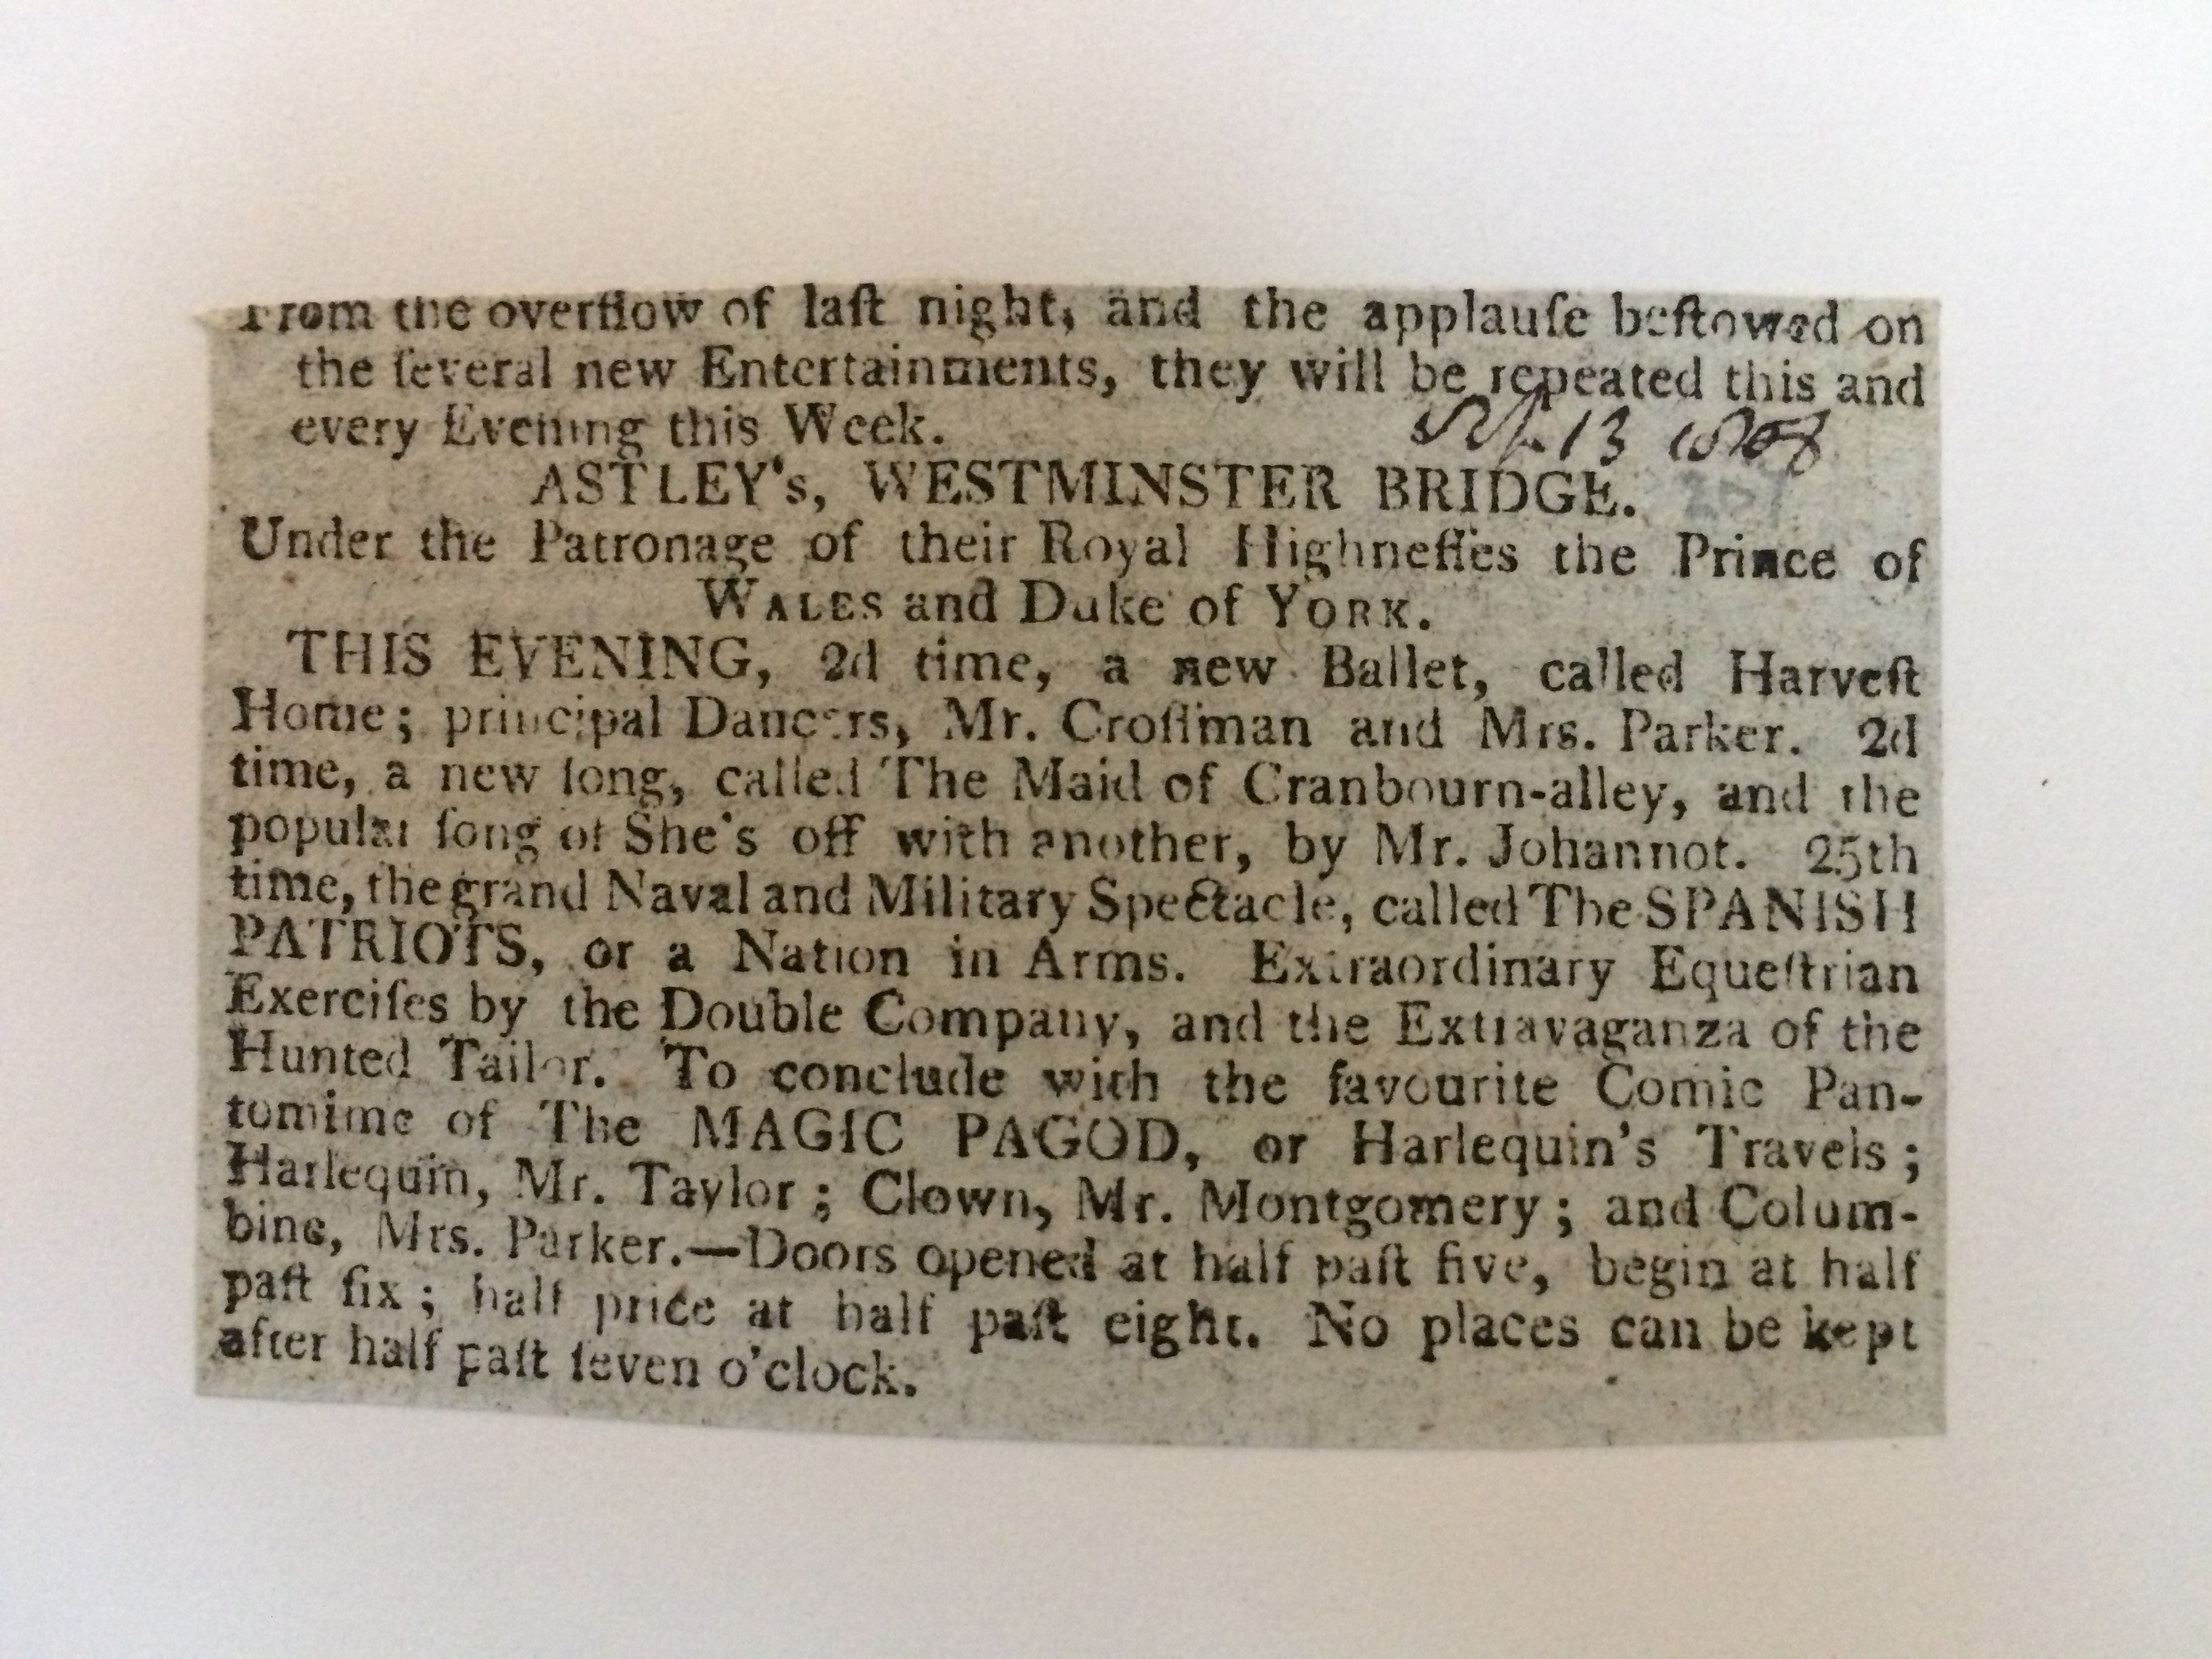 From the overflow of laſt night, and the applauſe beſtowed on
the ſeveral new Entertainments, they will be repeated this and
every Evening this Week.
Sep. 13 1808
ASTLEY's, WESTMINSTER BRIDGE.
Under the Patronage of their Royal Highneſſes the Prince of
WALES and Duke of YORK.
THIS EVENING, 2d time, a new Ballet, called Harveſt
Home; principal Dancers, Mr. Croſſman and Mrs. Parker. 2d
time, a new ſong, called The Maid of Cranbourn-alley, and the
popular ſong of She's off with another, by Mr. Johannot. 25th
time, the grand Naval and Military Spectacle, called The SPANISH
PATRIOTS, or a Nation in Arms. Extraordinary Equeſtrian
Exerciſes by the Double Company, and the Extravaganza of the
Hunted Tailor. To conclude with the favourite Comic Pan-
tomime of The MAGIC PAGOD, or Harlequin's Travels;
Harlequin, Mr. Taylor; Clown, Mr. Montgomery; and Colum-
bine, Mrs. Parker.—Doors opened at half paſt five, begin at half
paſt ſix; half price at half paſt eight. No places can be kept
after half paſt ſeven o'clock.